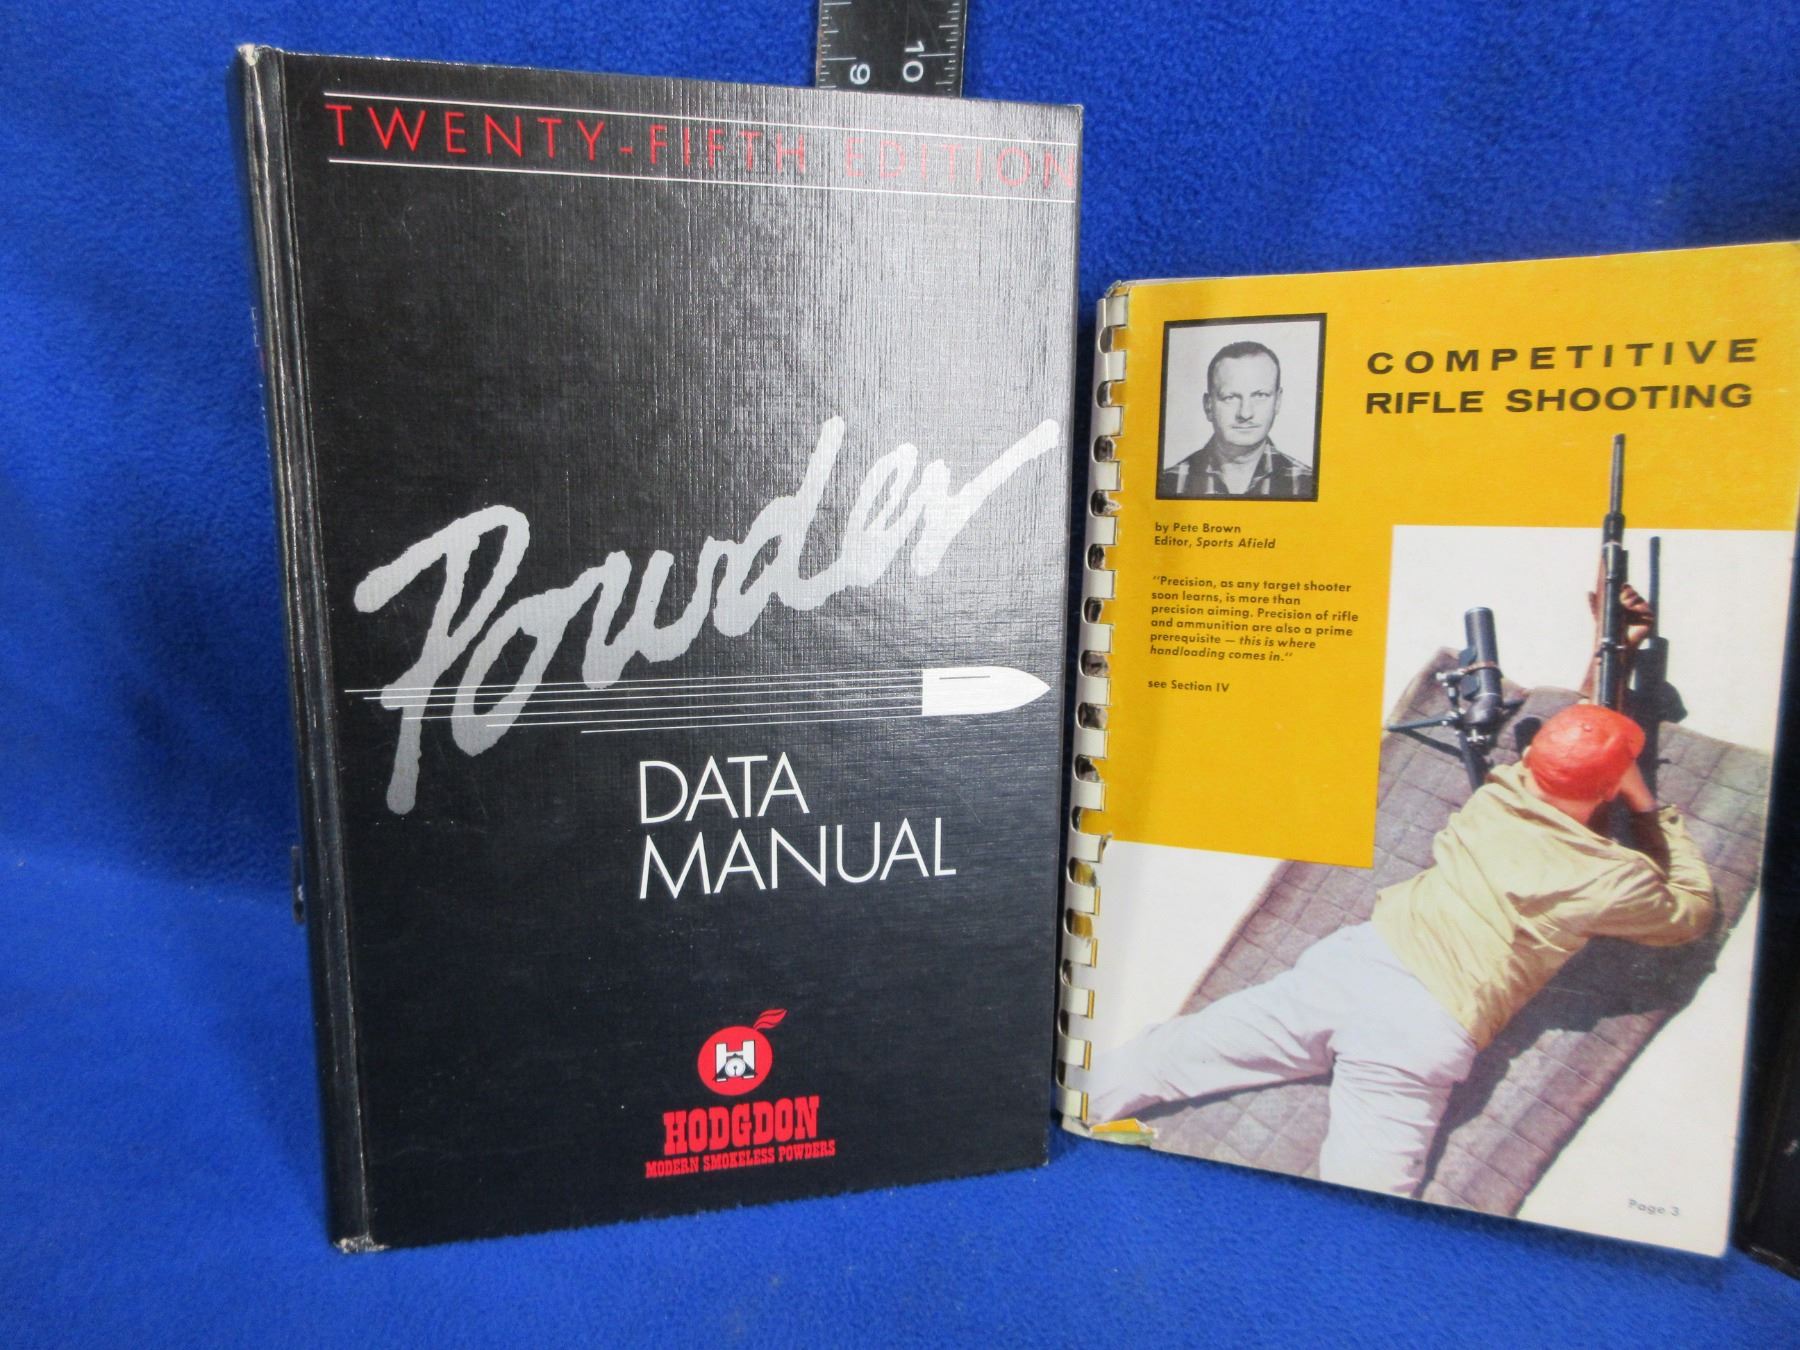 9
10
TWENTY-FIFTH EDITION
Powder
DATA
MANUAL
H
HODGDON
MODERN SMOKELESS POWDERS
COMPETITIVE
RIFLE SHOOTING
by Pete Brown
Editor, Sports Afield
"Precision, as any target shooter
soon learns, is more than
precision aiming. Precision of rifle
and ammunition are also a prime
prerequisite — this is where
handloading comes in."
see Section IV
Page 3